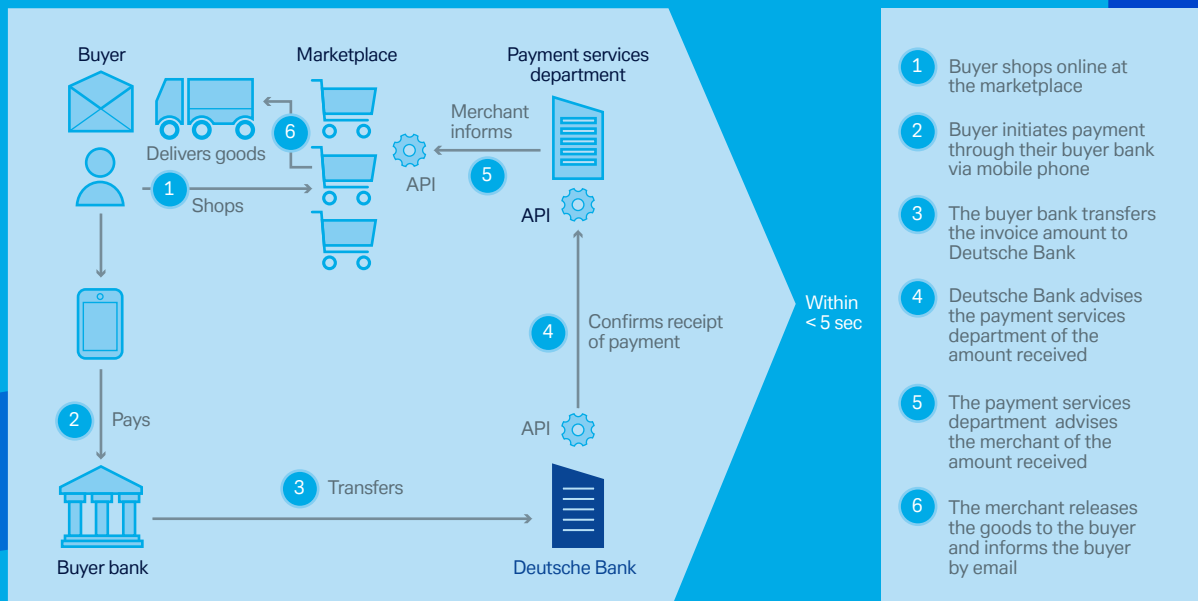 Buyer
Marketplace
Payment services
department
Delivers goods
6
1
Shops
API
Merchant
informs
5
API
4
Confirms receipt
of payment
API
2
Pays
3
Transfers
Buyer bank
Deutsche Bank
Within
< 5 sec
1
Buyer shops online at
the marketplace
2
Buyer initiates payment
through their buyer bank
via mobile phone
3
The buyer bank transfers
the invoice amount to
Deutsche Bank
4
Deutsche Bank advises
the payment services
department of the
amount received
5
The payment services
department advises
the merchant of the
amount received
6
The merchant releases
the goods to the buyer
and informs the buyer
by email